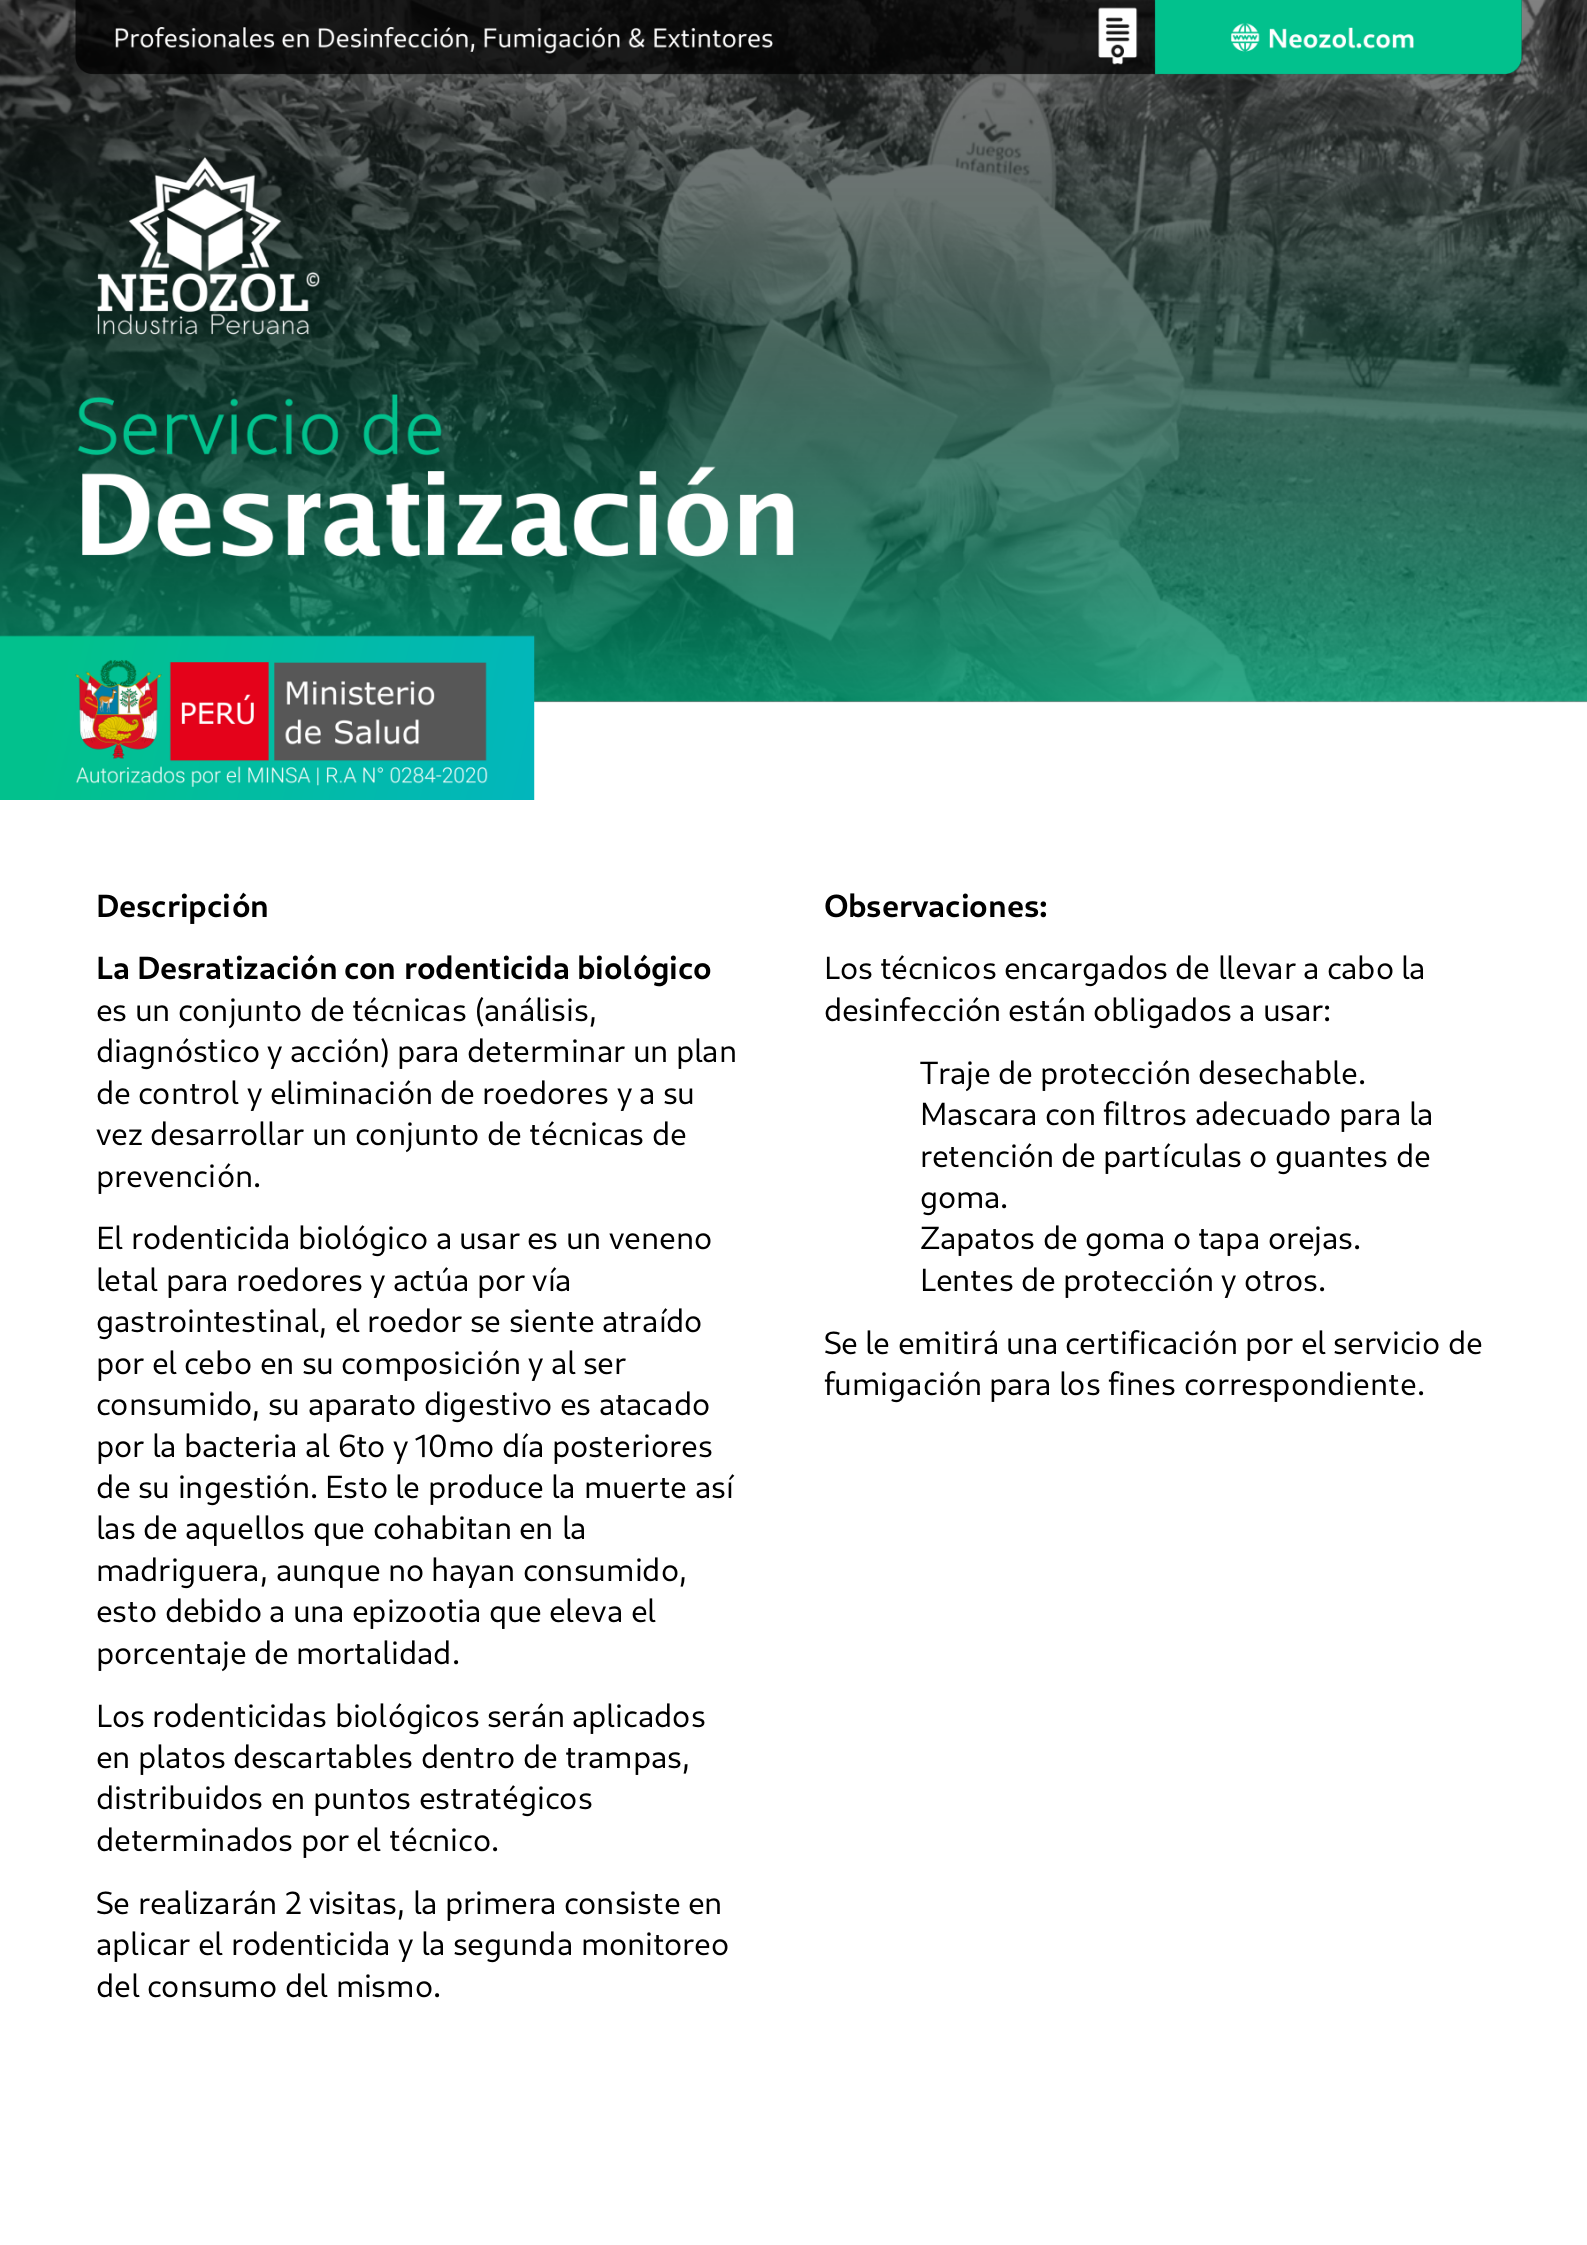 Profesionales en Desinfección, Fumigación & Extintores
Neozol.com
Juegos
Infantiles
NEOZOL©
Industria Peruana
Servicio de
Desratización
PERÚ
Ministerio
de Salud
Autorizados por el MINSA | R.A N° 0284-2020
Descripción
La Desratización con rodenticida biológico
es un conjunto de técnicas (análisis,
diagnóstico y acción) para determinar un plan
de control y eliminación de roedores y a su
vez desarrollar un conjunto de técnicas de
prevención.
El rodenticida biológico a usar es un veneno
letal para roedores y actúa por vía
gastrointestinal, el roedor se siente atraído
por el cebo en su composición y al ser
consumido, su aparato digestivo es atacado
por la bacteria al 6to y 10mo día posteriores
de su ingestión. Esto le produce la muerte así
las de aquellos que cohabitan en la
madriguera, aunque no hayan consumido,
esto debido a una epizootia que eleva el
porcentaje de mortalidad.
Los rodenticidas biológicos serán aplicados
en platos descartables dentro de trampas,
distribuidos en puntos estratégicos
determinados por el técnico.
Se realizarán 2 visitas, la primera consiste en
aplicar el rodenticida y la segunda monitoreo
del consumo del mismo.
Observaciones:
Los técnicos encargados de llevar a cabo la
desinfección están obligados a usar:
Traje de protección desechable.
Mascara con filtros adecuado para la
retención de partículas o guantes de
goma.
Zapatos de goma o tapa orejas.
Lentes de protección y otros.
Se le emitirá una certificación por el servicio de
fumigación para los fines correspondiente.